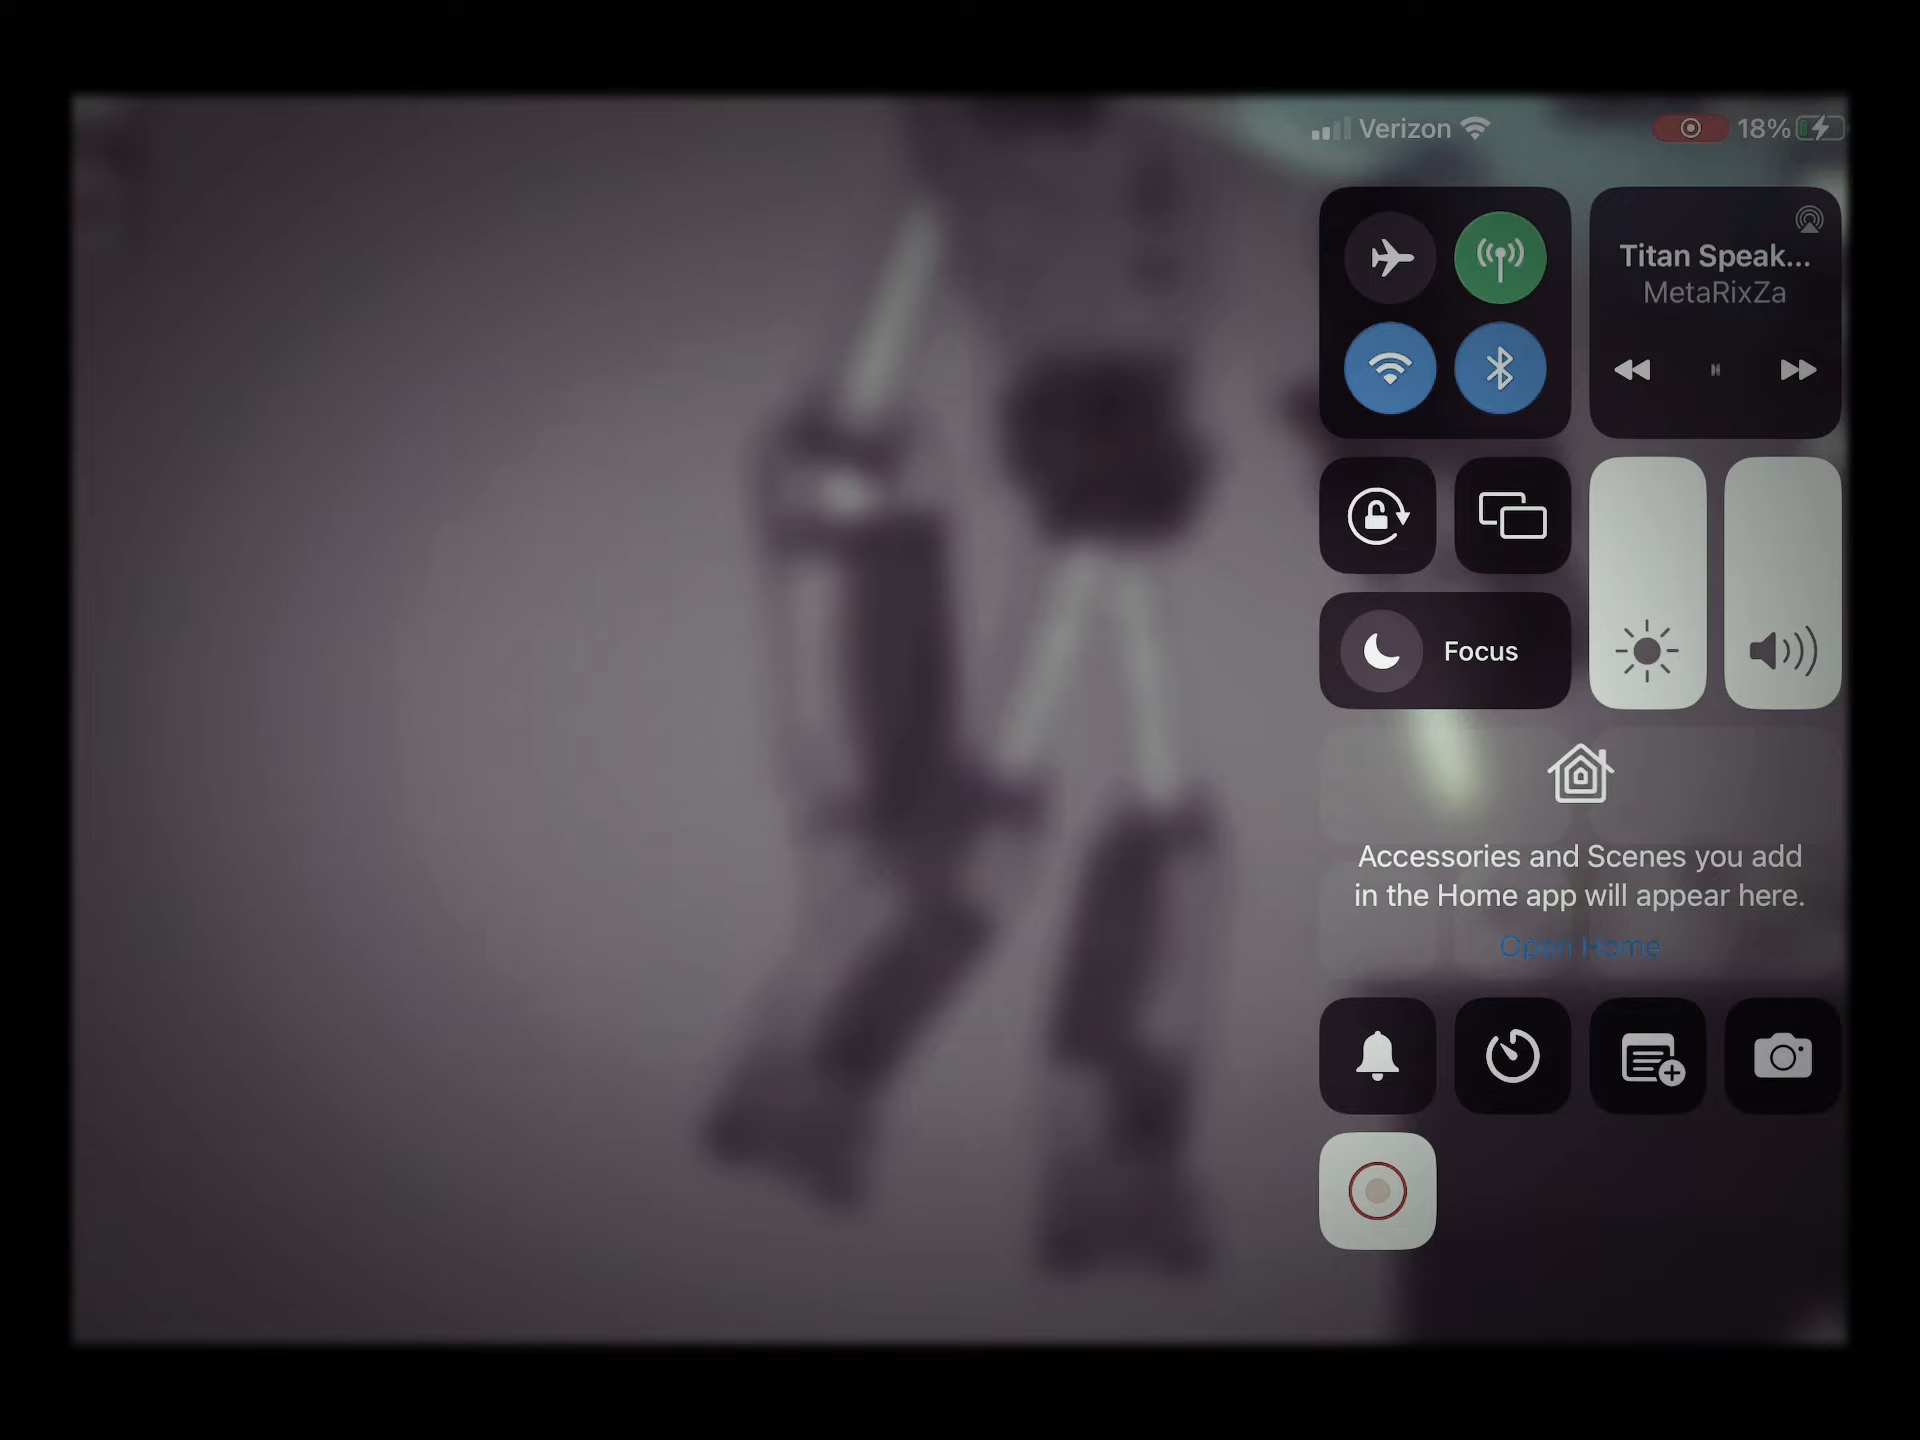 Verizon
18%
Titan Speak...
MetaRixZa
Focus
Accessories and Scenes you add
in the Home app will appear here.
Open Home